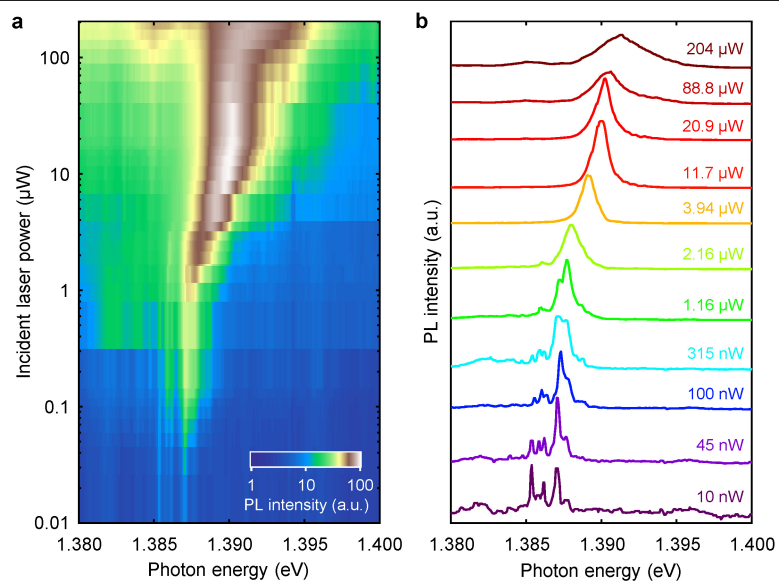 a
100
10
1
0.1
0.01
Incident laser power (µW)
1 10 100
PL intensity (a.u.)
1.380 1.385 1.390 1.395 1.400
Photon energy (eV)
b
204 µW
88.8 µW
20.9 µW
11.7 µW
3.94 µW
2.16 µW
1.16 µW
315 nW
100 nW
45 nW
10 nW
PL intensity (a.u.)
1.380 1.385 1.390 1.395 1.400
Photon energy (eV)